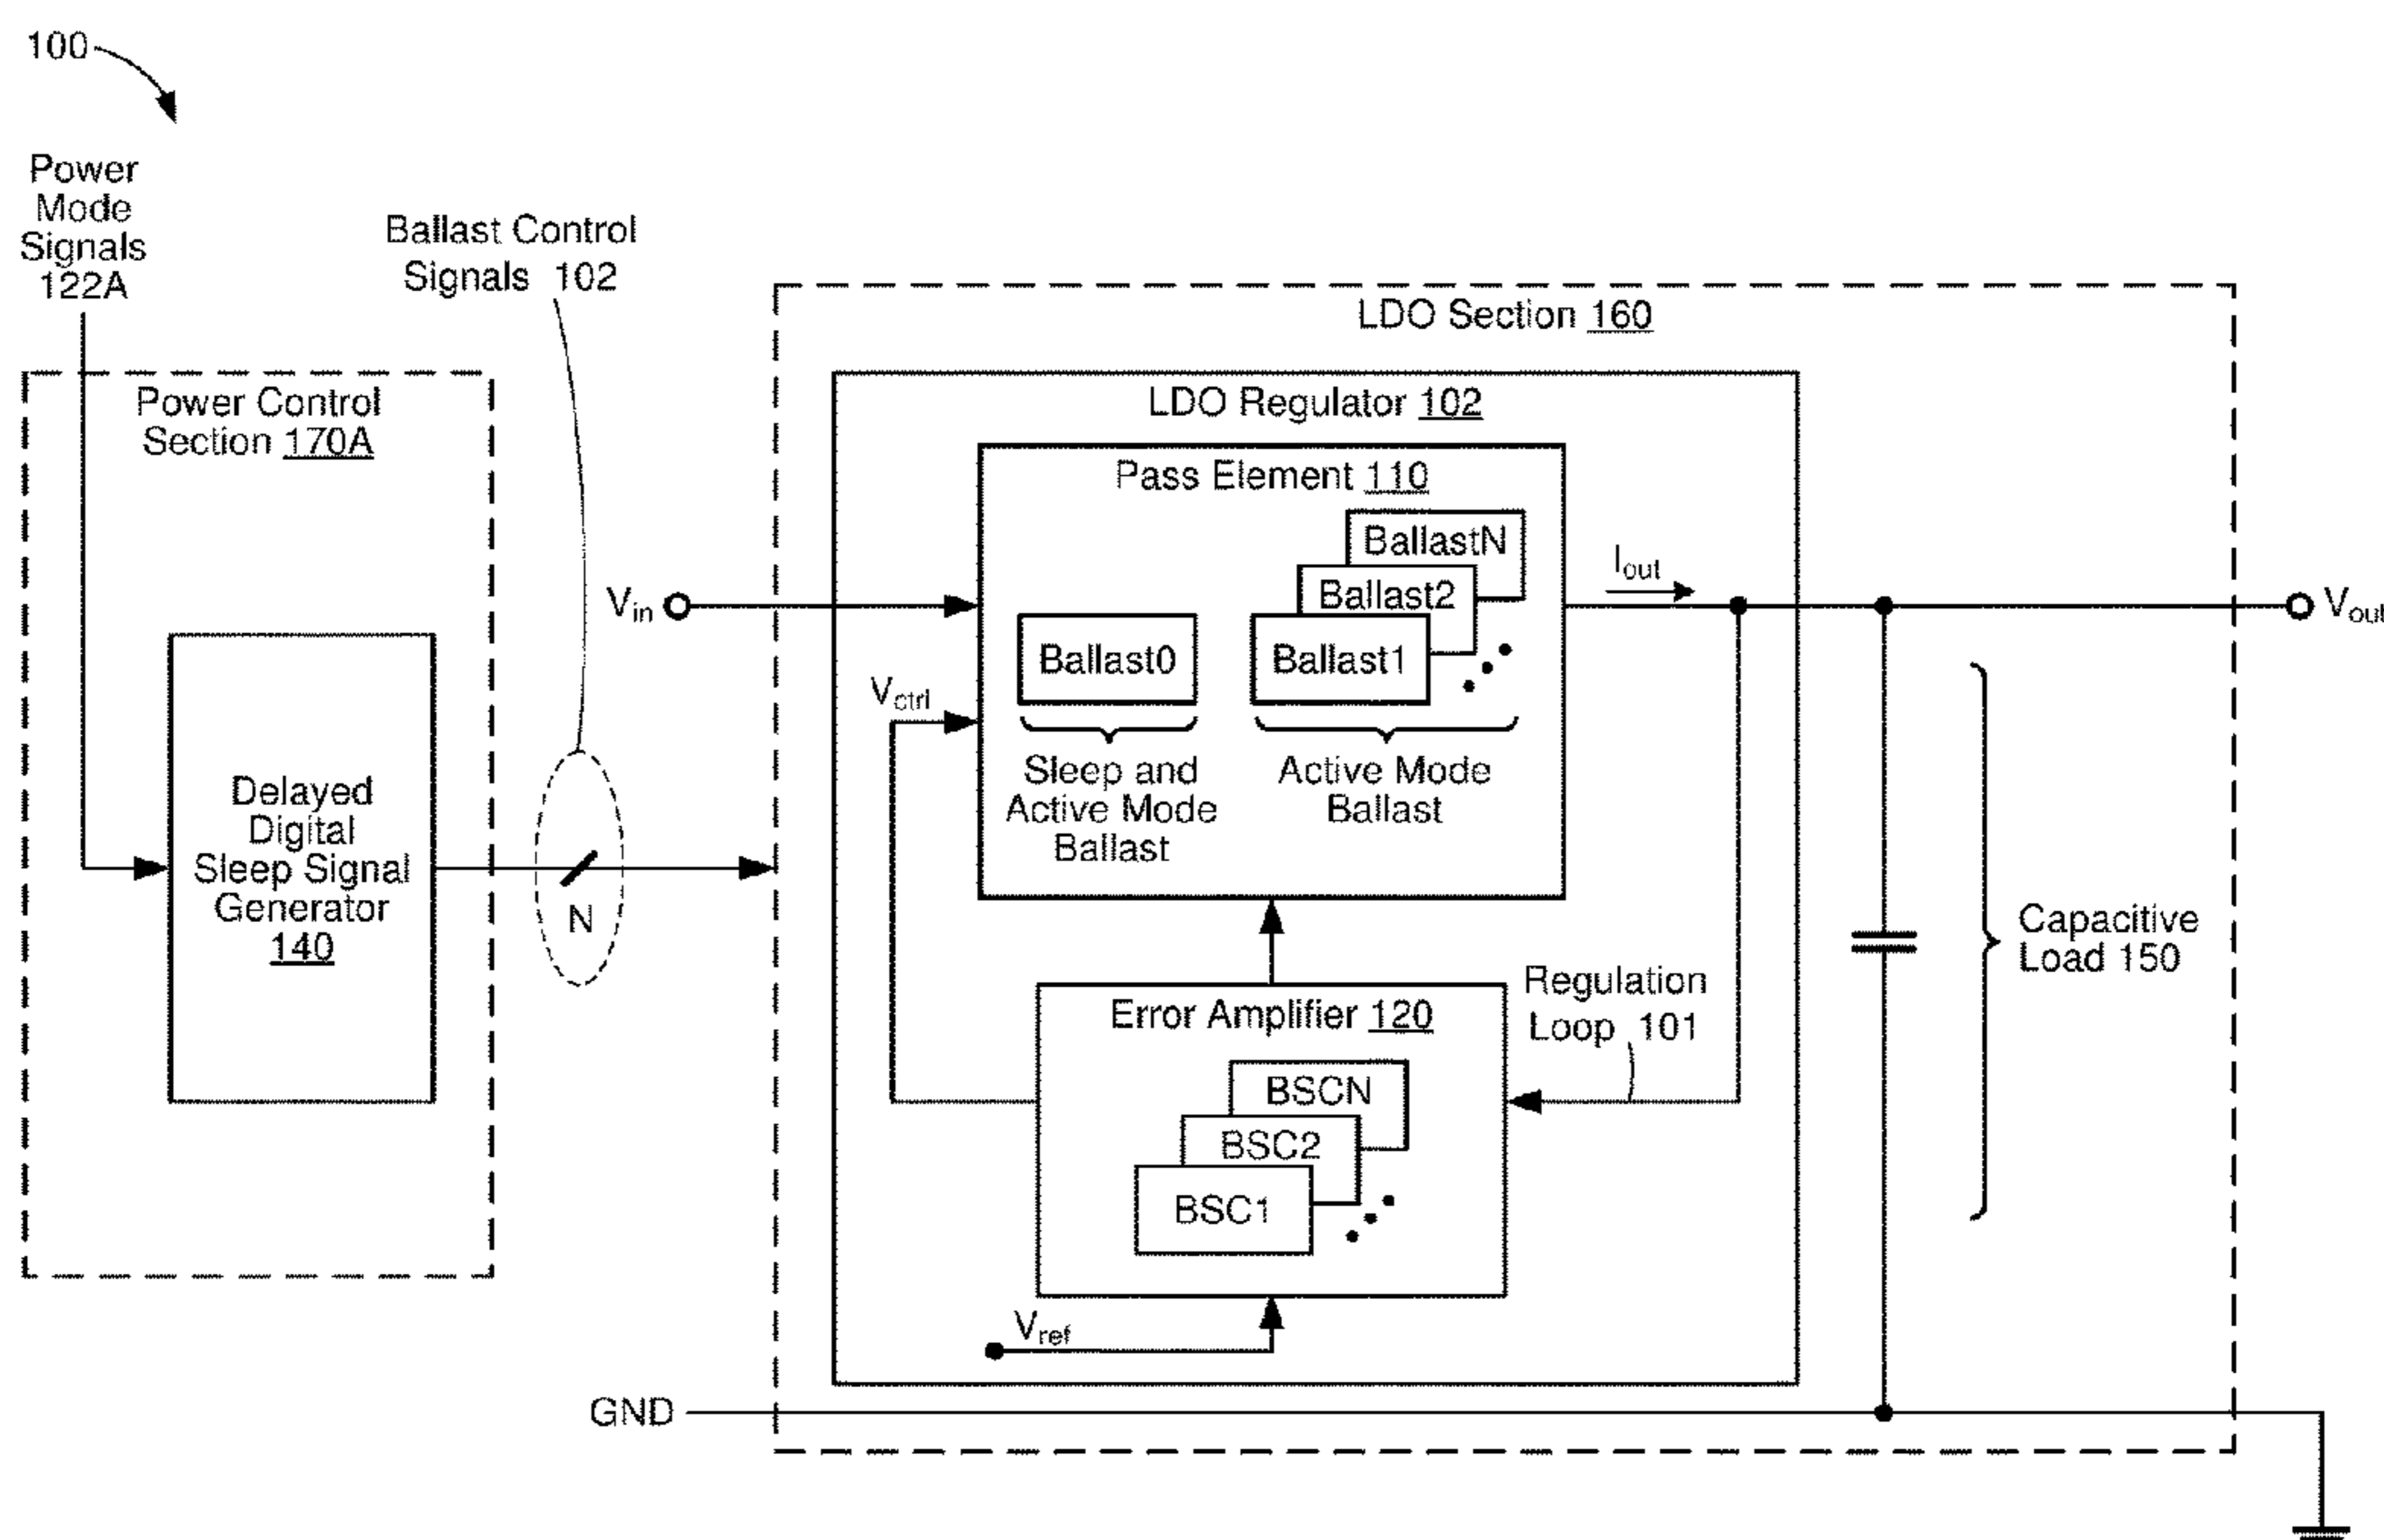 100
Power
Mode
Signals
122A
Ballast Control
Signals 102
LDO Section 160
Power Control
Section 170A
LDO Regulator 102
Pass Element 110
BallastN
Ballast2
Ballast1
Ballast0
Vin
Iout
Vout
Vctrl
Sleep and
Active Mode
Ballast
Active Mode
Ballast
Delayed
Digital
Sleep Signal
Generator
140
N
Capacitive
Load 150
Regulation
Loop 101
Error Amplifier 120
BSCN
BSC2
BSC1
Vref
GND